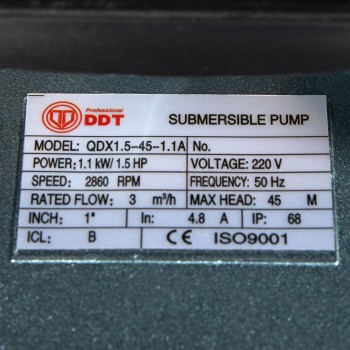 Professional
DDT SUBMERSIBLE PUMP
MODEL: QDX1.5-45-1.1A No.
POWER: 1.1 kW/ 1.5 HP VOLTAGE: 220 V
SPEED: 2860 RPM FREQUENCY: 50 Hz
RATED FLOW: 3 m³/h MAX HEAD: 45 M
INCH: 1" In: 4.8 A IP: 68
ICL: B CE ISO9001